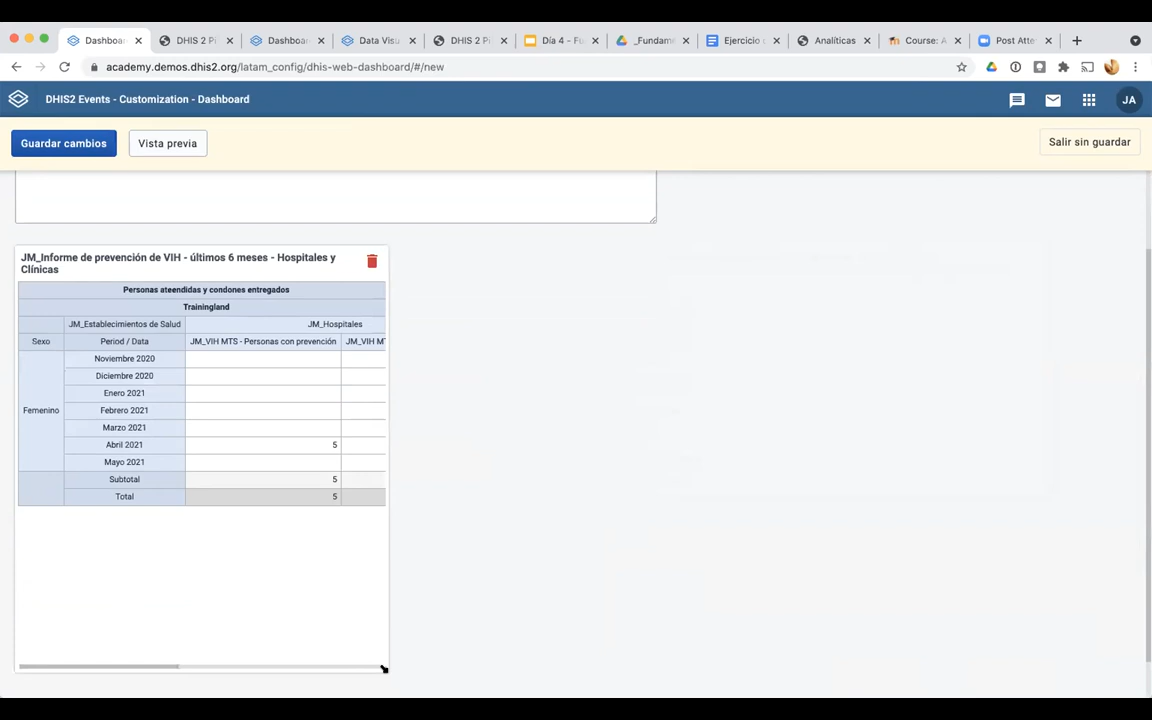 Dashboar
DHIS 2 Pi
Dashboar
Data Visu
DHIS 2 Pi
Día 4 - Fu
_Fundame
Ejercicio
Analíticas
Course: A
Post Atte
academy.demos.dhis2.org/latam_config/dhis-web-dashboard/#/new
DHIS2 Events - Customization - Dashboard
JA
Guardar cambios
Vista previa
Salir sin guardar
JM_Informe de prevención de VIH - últimos 6 meses - Hospitales y
Clínicas
Personas ateendidas y condones entregados
Trainingland
JM_Establecimientos de Salud JM_Hospitales
Sexo Period / Data JM_VIH MTS - Personas con prevención JM_VIH MT
Noviembre 2020
Diciembre 2020
Enero 2021
Femenino Febrero 2021
Marzo 2021
Abril 2021 5
Mayo 2021
Subtotal 5
Total 5